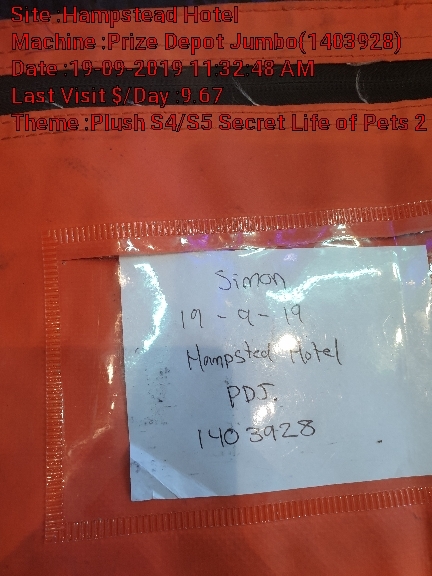 Site :Hampstead Hotel
Machine :Prize Depot Jumbo(1403928)
Date :19-09-2019 11:32:48 AM
Last Visit $/Day :9.67
Theme :Plush S4/S5 Secret Life of Pets 2
Simon
19 - 9 - 19
Hampsted Hotel
PDJ.
1403928